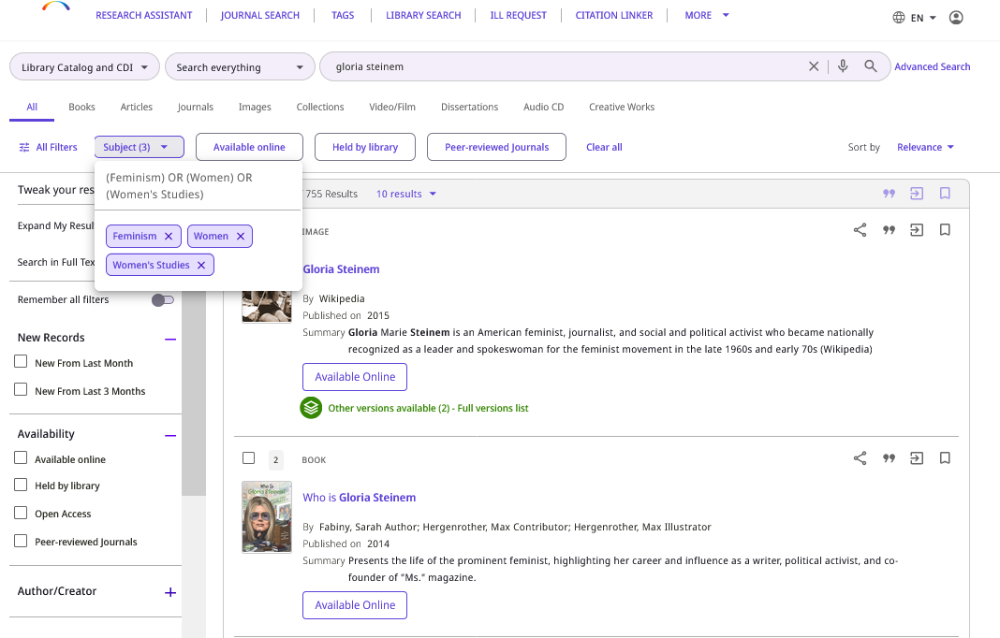 RESEARCH ASSISTANT
JOURNAL SEARCH
TAGS
LIBRARY SEARCH
ILL REQUEST
CITATION LINKER
MORE
EN
Library Catalog and CDI
Search everything
gloria steinem
Advanced Search
All
Books
Articles
Journals
Images
Collections
Video/Film
Dissertations
Audio CD
Creative Works
All Filters
Subject (3)
Available online
Held by library
Peer-reviewed Journals
Clear all
Sort by
Relevance
(Feminism) OR (Women) OR
(Women's Studies)
Feminism
Women
Women's Studies
Tweak your res
Expand My Resul
Search in Full Tex
Remember all filters
New Records
New From Last Month
New From Last 3 Months
Availability
Available online
Held by library
Open Access
Peer-reviewed Journals
Author/Creator
755 Results
10 results
IMAGE
Gloria Steinem
By Wikipedia
Published on 2015
Summary Gloria Marie Steinem is an American feminist, journalist, and social and political activist who became nationally
recognized as a leader and spokeswoman for the feminist movement in the late 1960s and early 70s (Wikipedia)
Available Online
Other versions available (2) - Full versions list
2
BOOK
Who Is
Gloria Steinem?
Who is Gloria Steinem
By Fabiny, Sarah Author; Hergenrother, Max Contributor; Hergenrother, Max Illustrator
Published on 2014
Summary Presents the life of the prominent feminist, highlighting her career and influence as a writer, political activist, and co-
founder of "Ms." magazine.
Available Online